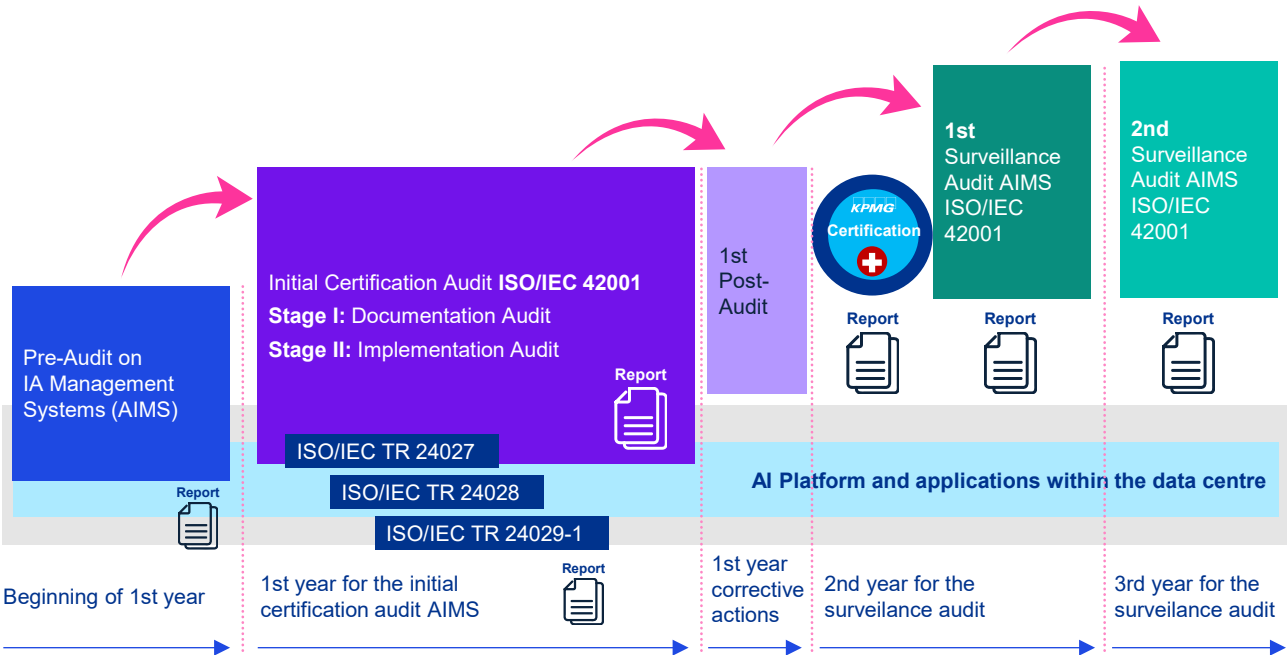 Pre-Audit on
IA Management
Systems (AIMS)
Report
Initial Certification Audit ISO/IEC 42001
Stage I: Documentation Audit
Stage II: Implementation Audit
Report
ISO/IEC TR 24027
ISO/IEC TR 24028
ISO/IEC TR 24029-1
Report
1st
Post-
Audit
KPMG
Certification
Report
1st
Surveillance
Audit AIMS
ISO/IEC
42001
Report
2nd
Surveillance
Audit AIMS
ISO/IEC
42001
Report
AI Platform and applications within the data centre
Beginning of 1st year
1st year for the initial
certification audit AIMS
1st year
corrective
actions
2nd year for the
surveilance audit
3rd year for the
surveilance audit